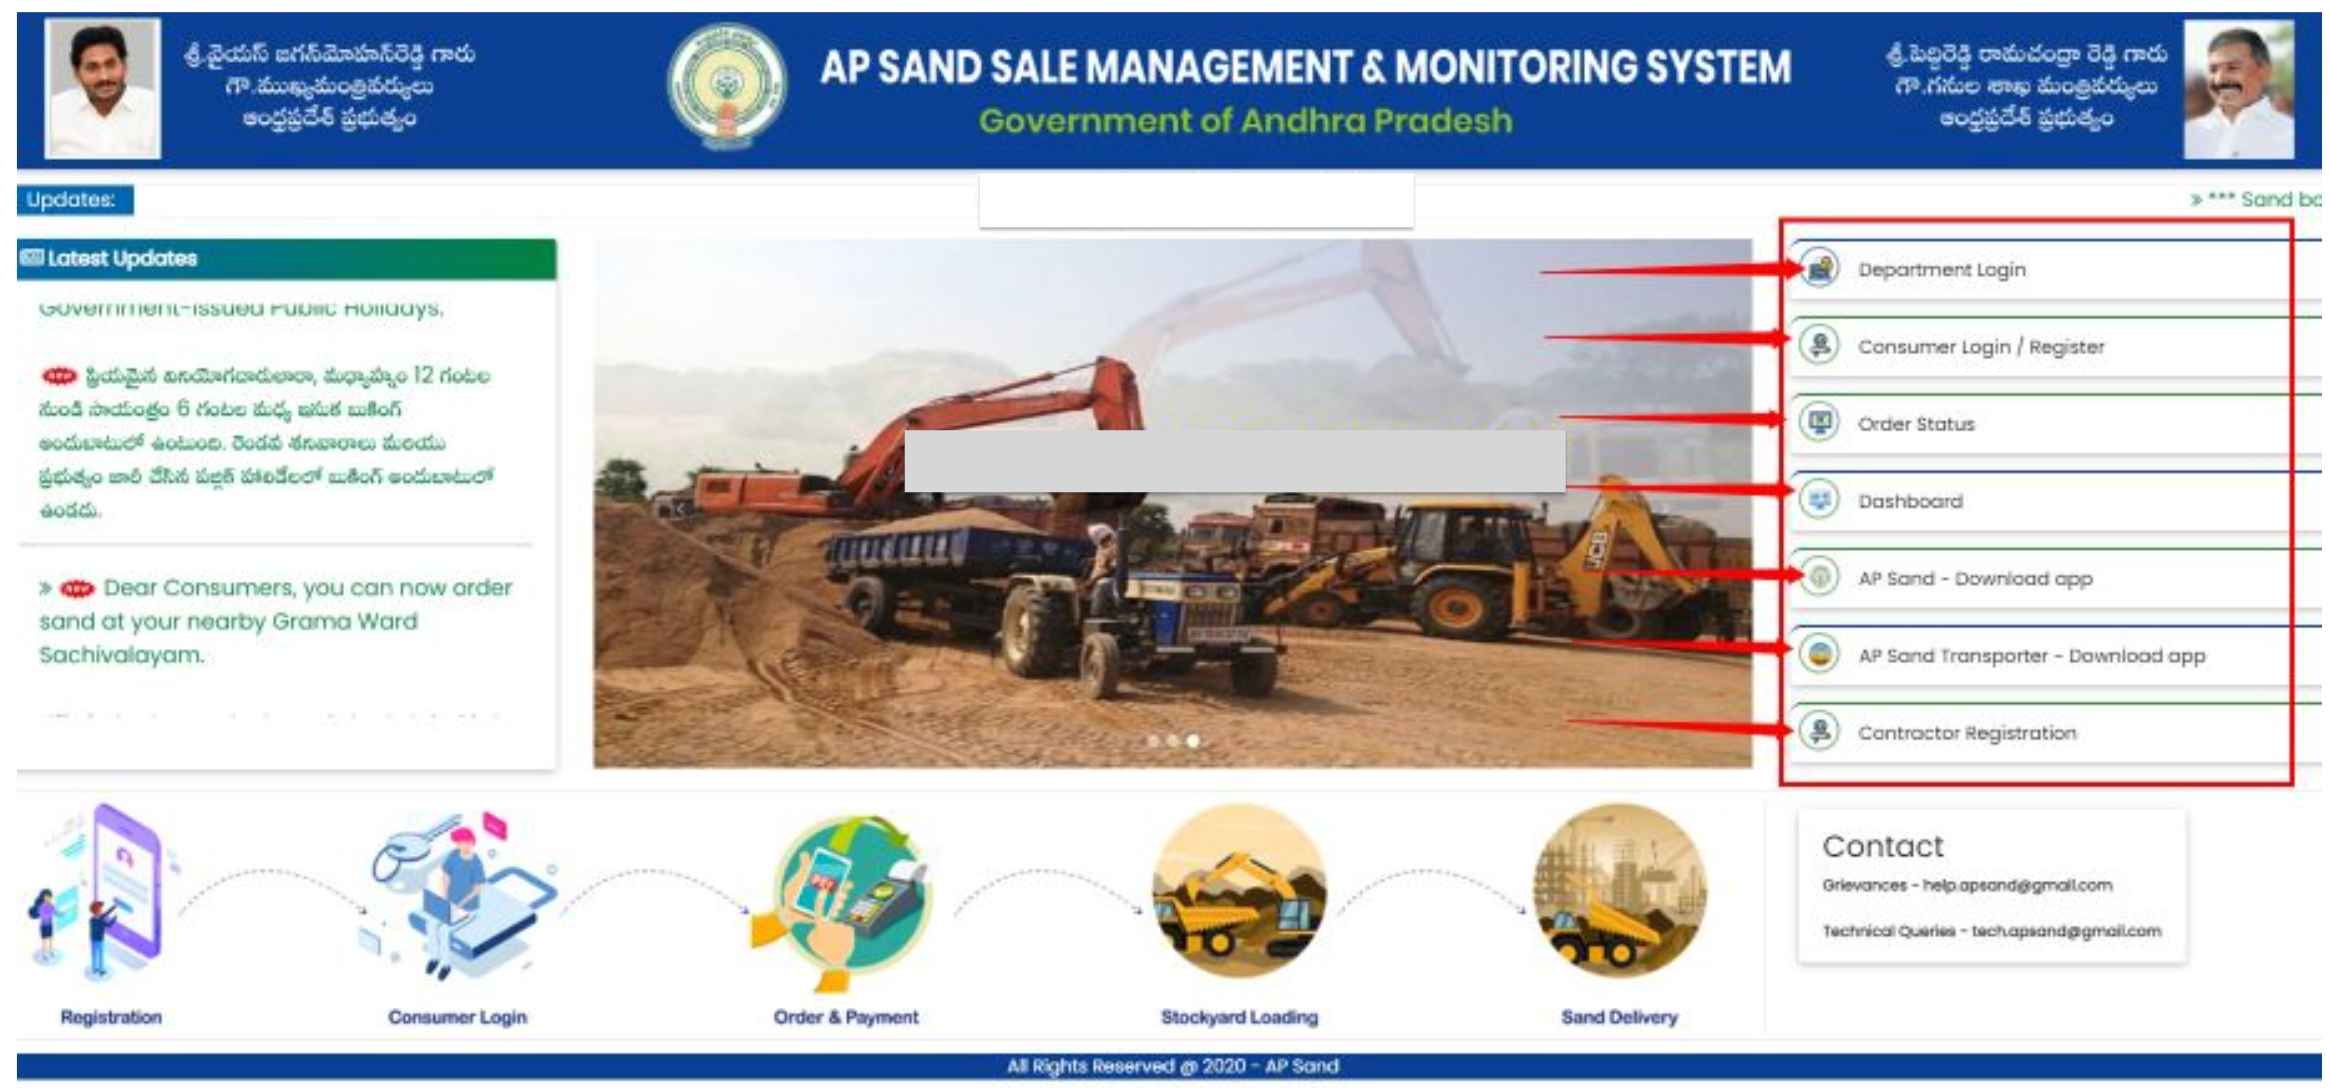 శ్రీ.వైయస్ జగన్‌మోహన్‌రెడ్డి గారు
గౌ.ముఖ్యమంత్రివర్యులు
ఆంధ్రప్రదేశ్ ప్రభుత్వం
AP SAND SALE MANAGEMENT & MONITORING SYSTEM
Government of Andhra Pradesh
శ్రీ.పెద్దిరెడ్డి రామచంద్రా రెడ్డి గారు
గౌ.గనుల శాఖ మంత్రివర్యులు
ఆంధ్రప్రదేశ్ ప్రభుత్వం
Updates:
» *** Sand bo
Latest Updates
Government-issued Public Holidays.
ప్రియమైన వినియోగదారులారా, మధ్యాహ్నం 12 గంటల
నుండి సాయంత్రం 6 గంటల మధ్య ఇసుక బుకింగ్
అందుబాటులో ఉంటుంది. రెండవ శనివారాలు మరియు
ప్రభుత్వం జారీ చేసిన పబ్లిక్ హాలిడేలలో బుకింగ్ అందుబాటులో
ఉండదు.
» Dear Consumers, you can now order
sand at your nearby Grama Ward
Sachivalayam.
JCB
Department Login
Consumer Login / Register
Order Status
Dashboard
AP Sand - Download app
AP Sand Transporter - Download app
Contractor Registration
Registration
Consumer Login
Order & Payment
Stockyard Loading
Sand Delivery
Contact
Grievances - help.apsand@gmail.com
Technical Queries - tech.apsand@gmail.com
All Rights Reserved @ 2020 - AP Sand